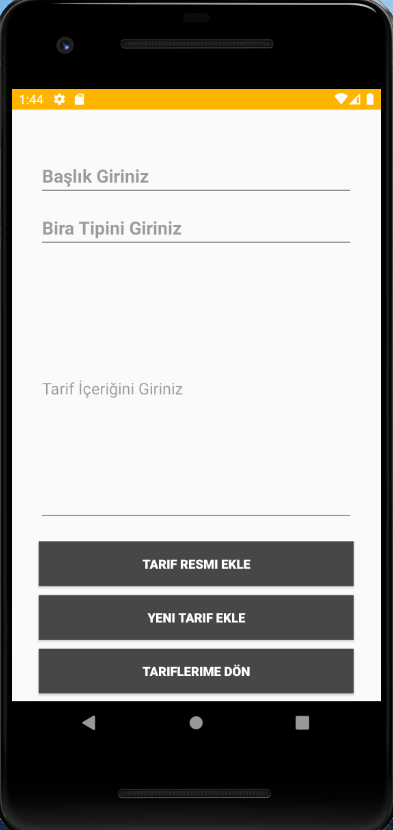 1:44
Başlık Giriniz
Bira Tipini Giriniz
Tarif İçeriğini Giriniz
TARIF RESMI EKLE
YENI TARIF EKLE
TARIFLERIME DÖN